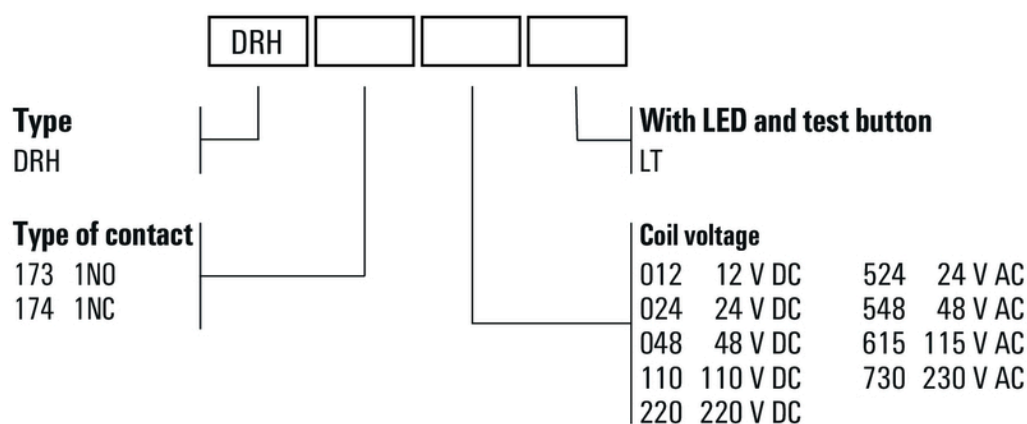 DRH
Type
DRH
With LED and test button
LT
Type of contact
173 1NO
174 1NC
Coil voltage
012 12 V DC 524 24 V AC
024 24 V DC 548 48 V AC
048 48 V DC 615 115 V AC
110 110 V DC 730 230 V AC
220 220 V DC